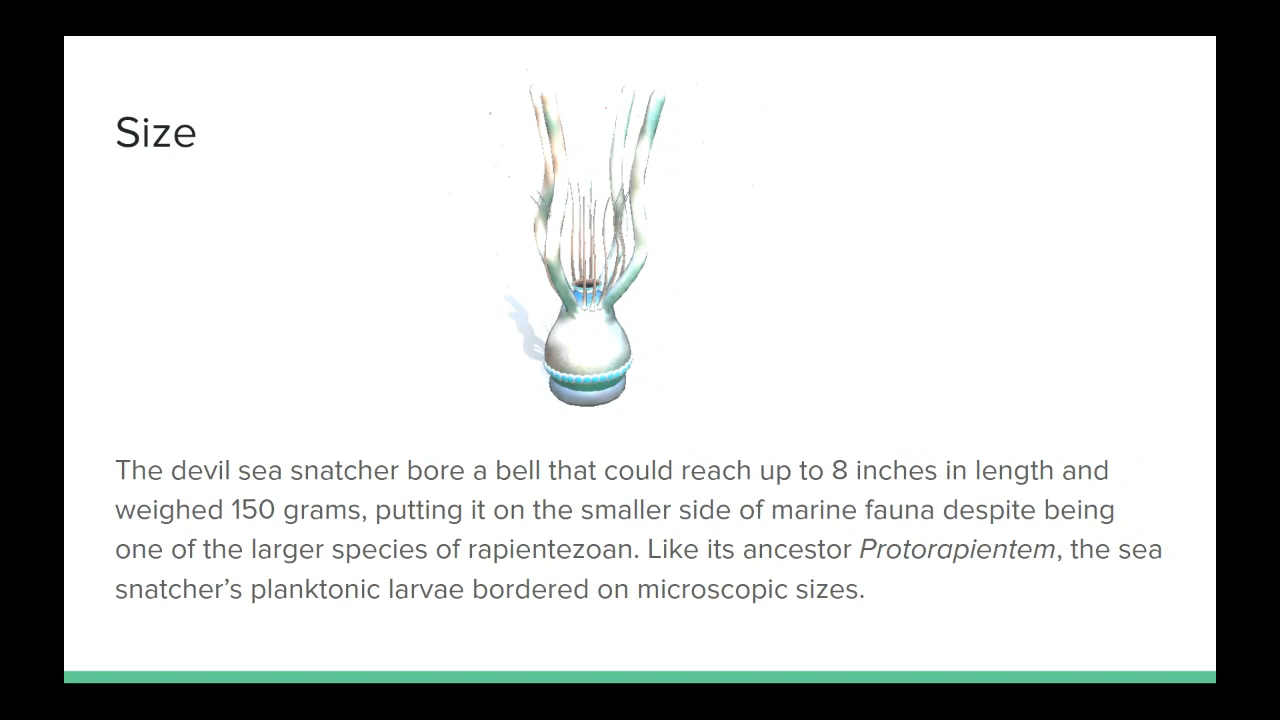 Size
The devil sea snatcher bore a bell that could reach up to 8 inches in length and
weighed 150 grams, putting it on the smaller side of marine fauna despite being
one of the larger species of rapientezoan. Like its ancestor Protorapientem, the sea
snatcher’s planktonic larvae bordered on microscopic sizes.